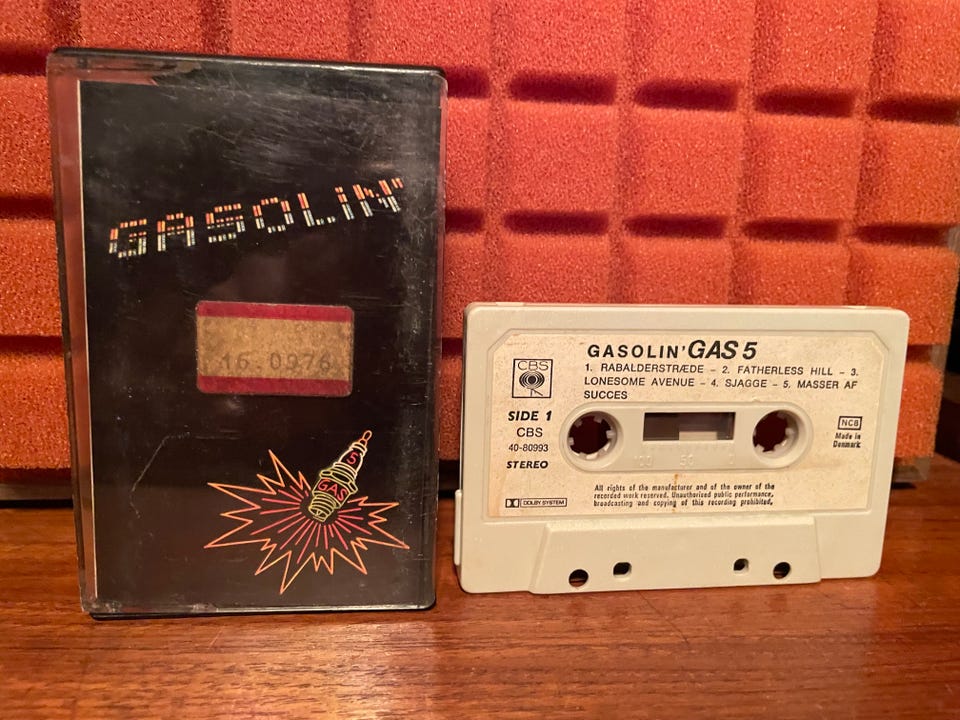 GASOLiN'
16.0976
5
GAS
GASOLIN' GAS 5
1. RABALDERSTRÆDE – 2. FATHERLESS HILL – 3.
LONESOME AVENUE – 4. SJAGGE – 5. MASSER AF
SUCCES
CBS
SIDE 1
CBS
40-80993
STEREO
NCB
Made in
Denmark
DOLBY SYSTEM
All rights of the manufacturer and of the owner of the
recorded work reserved. Unauthorized public performance,
broadcasting and copying of this recording prohibited.